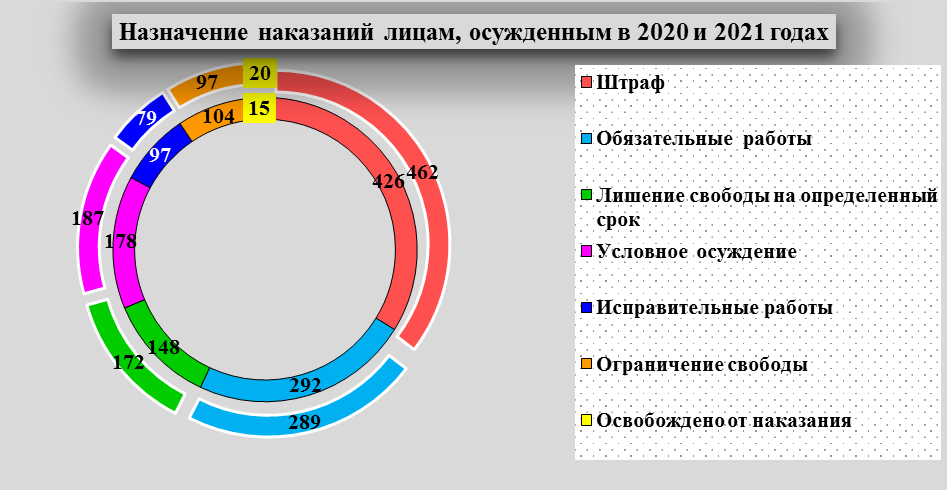 Назначение наказаний лицам, осужденным в 2020 и 2021 годах
20
97
15
79
104
97
426
462
187
178
148
172
292
289
Штраф
Обязательные работы
Лишение свободы на определенный
срок
Условное осуждение
Исправительные работы
Ограничение свободы
Освобождено от наказания